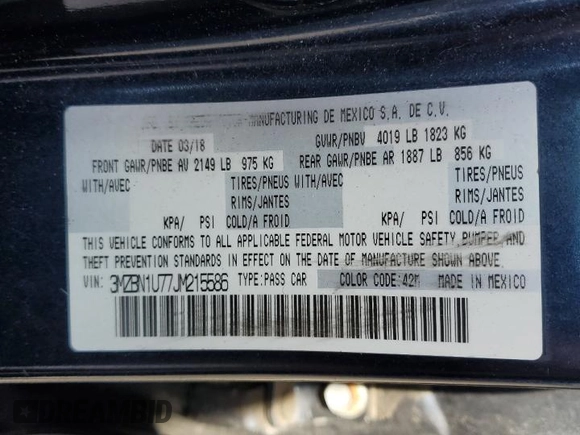 MANUFACTURING DE MEXICO S.A. DE C.V.
DATE 03/18 GVWR/PNBV 4019 LB 1823 KG
FRONT GAWR/PNBE AV 2149 LB 975 KG REAR GAWR/PNBE AR 1887 LB 856 KG
WITH/AVEC TIRES/PNEUS WITH/AVEC TIRES/PNEUS
RIMS/JANTES RIMS/JANTES
KPA/ PSI COLD/A FROID KPA/ PSI COLD/A FROID
THIS VEHICLE CONFORMS TO ALL APPLICABLE FEDERAL MOTOR VEHICLE SAFETY, BUMPER, AND
THEFT PREVENTION STANDARDS IN EFFECT ON THE DATE OF MANUFACTURE SHOWN ABOVE
VIN: 3MZBN1U77JM215586 TYPE: PASS CAR COLOR CODE: 42M MADE IN MEXICO
DREAMBID